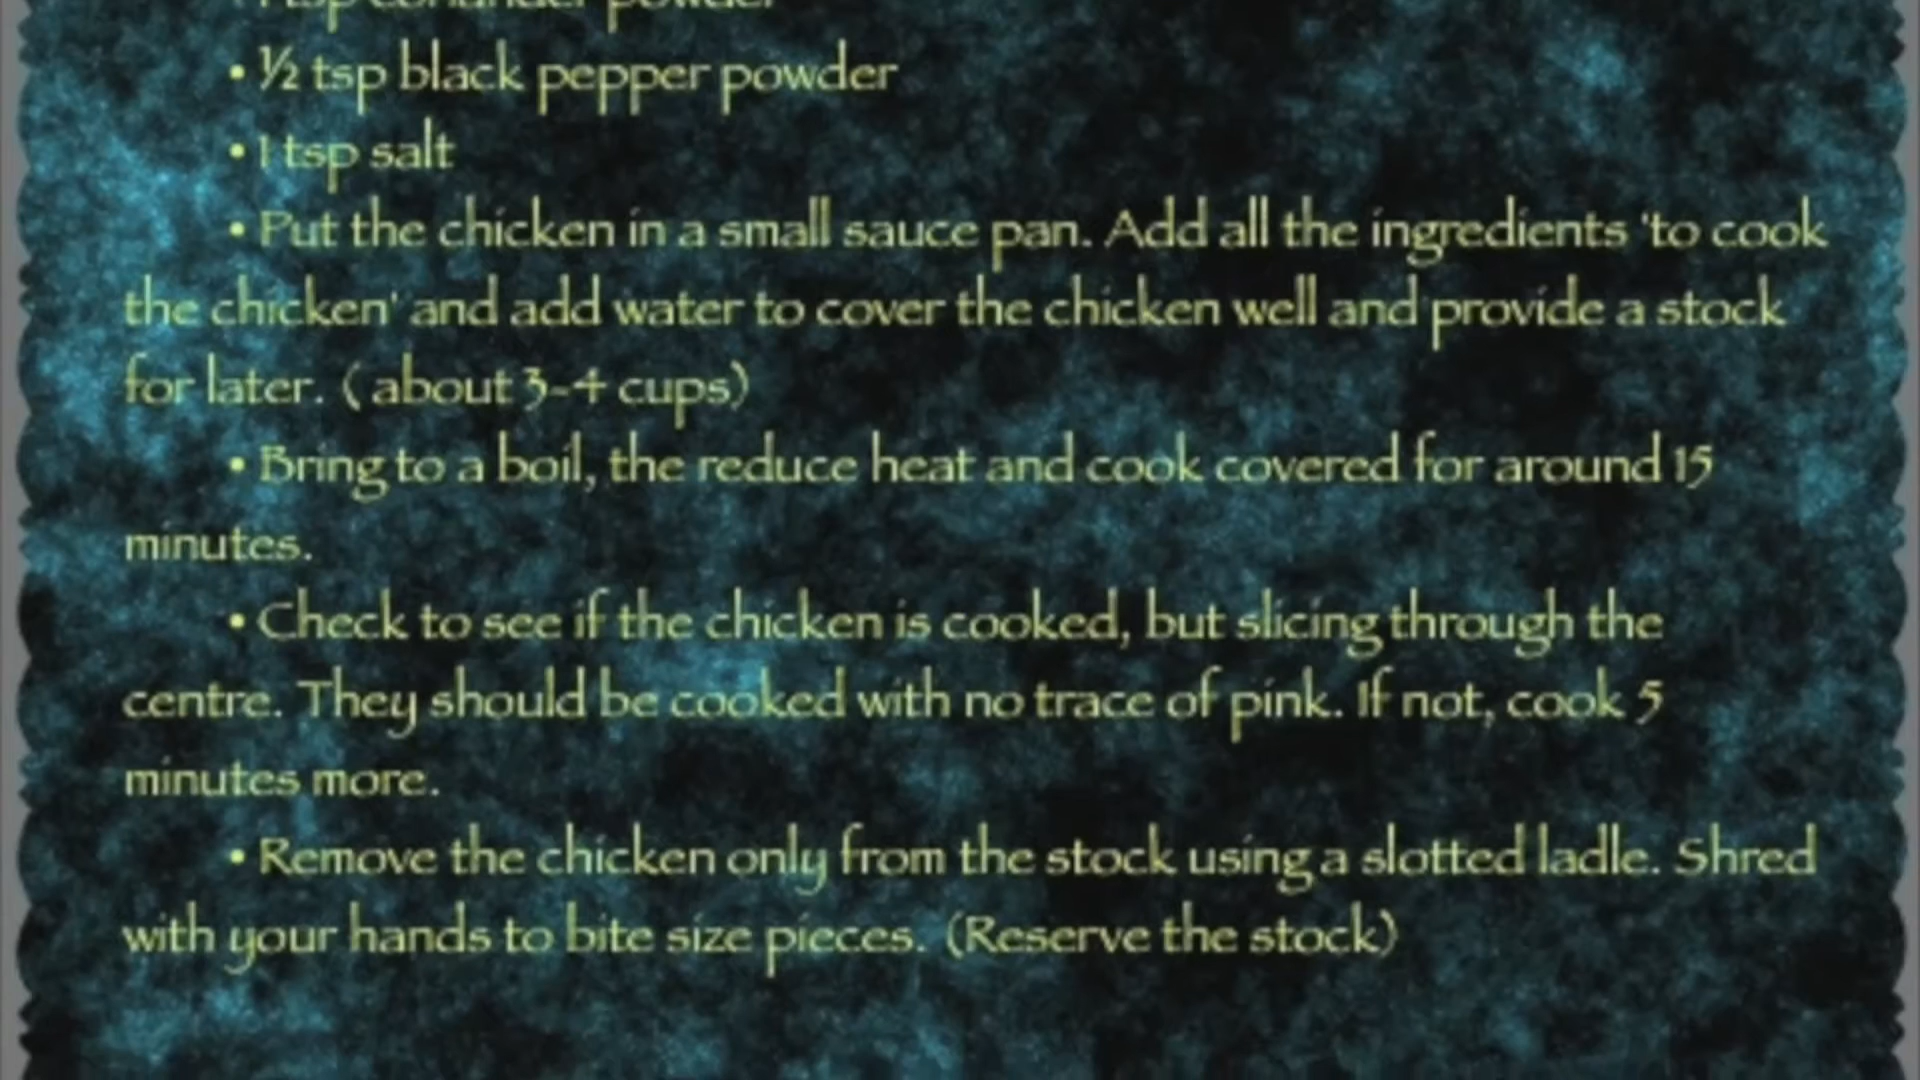 coriander powder
• ½ tsp black pepper powder
• 1 tsp salt
• Put the chicken in a small sauce pan. Add all the ingredients 'to cook
the chicken' and add water to cover the chicken well and provide a stock
for later. ( about 3-4 cups)
• Bring to a boil, the reduce heat and cook covered for around 15
minutes.
• Check to see if the chicken is cooked, but slicing through the
centre. They should be cooked with no trace of pink. If not, cook 5
minutes more.
• Remove the chicken only from the stock using a slotted ladle. Shred
with your hands to bite size pieces. (Reserve the stock)